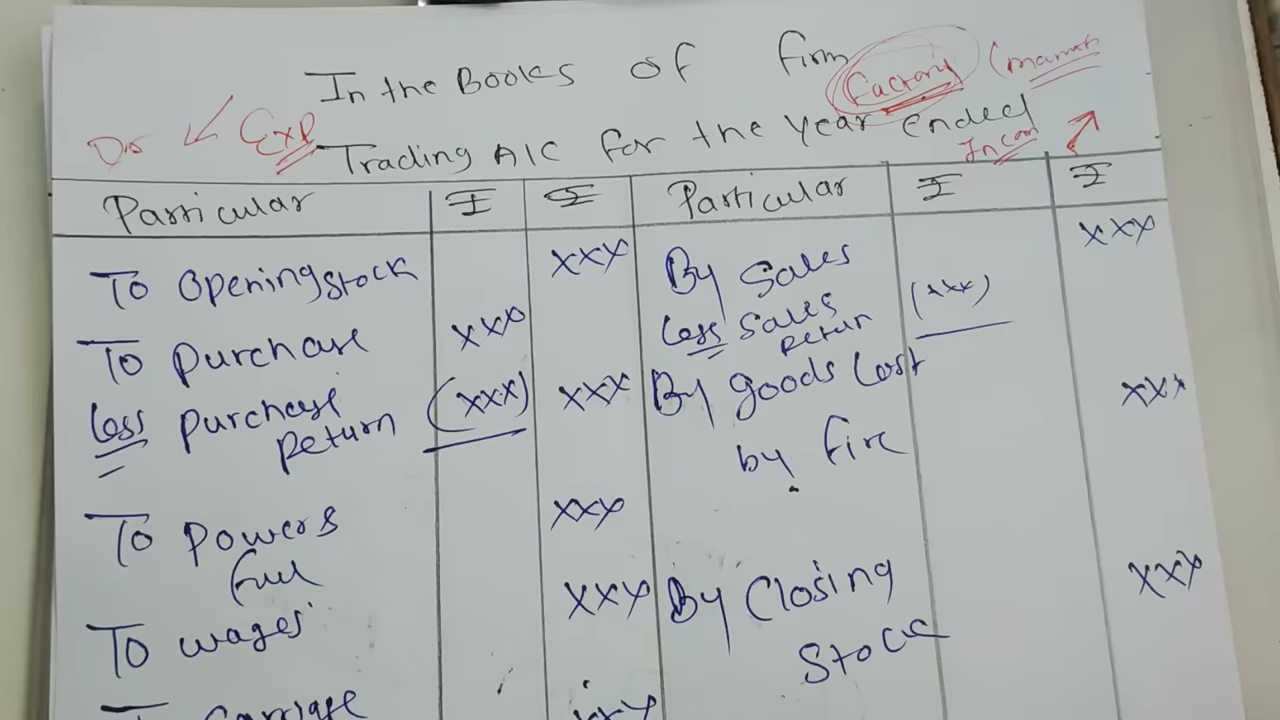 In the Books of firm
Factory
Dr Exp
Trading A/C for the year ended
Particular ₹ ₹ Particular ₹ ₹
To Opening stock xxx By Sales xxx
To Purchase xxx less Sales Return (xxx)
less Purchase Return (xxx) xxx By goods Lost by fire xxx
To Power & fuel xxx
To wages xxx By Closing Stock xxx